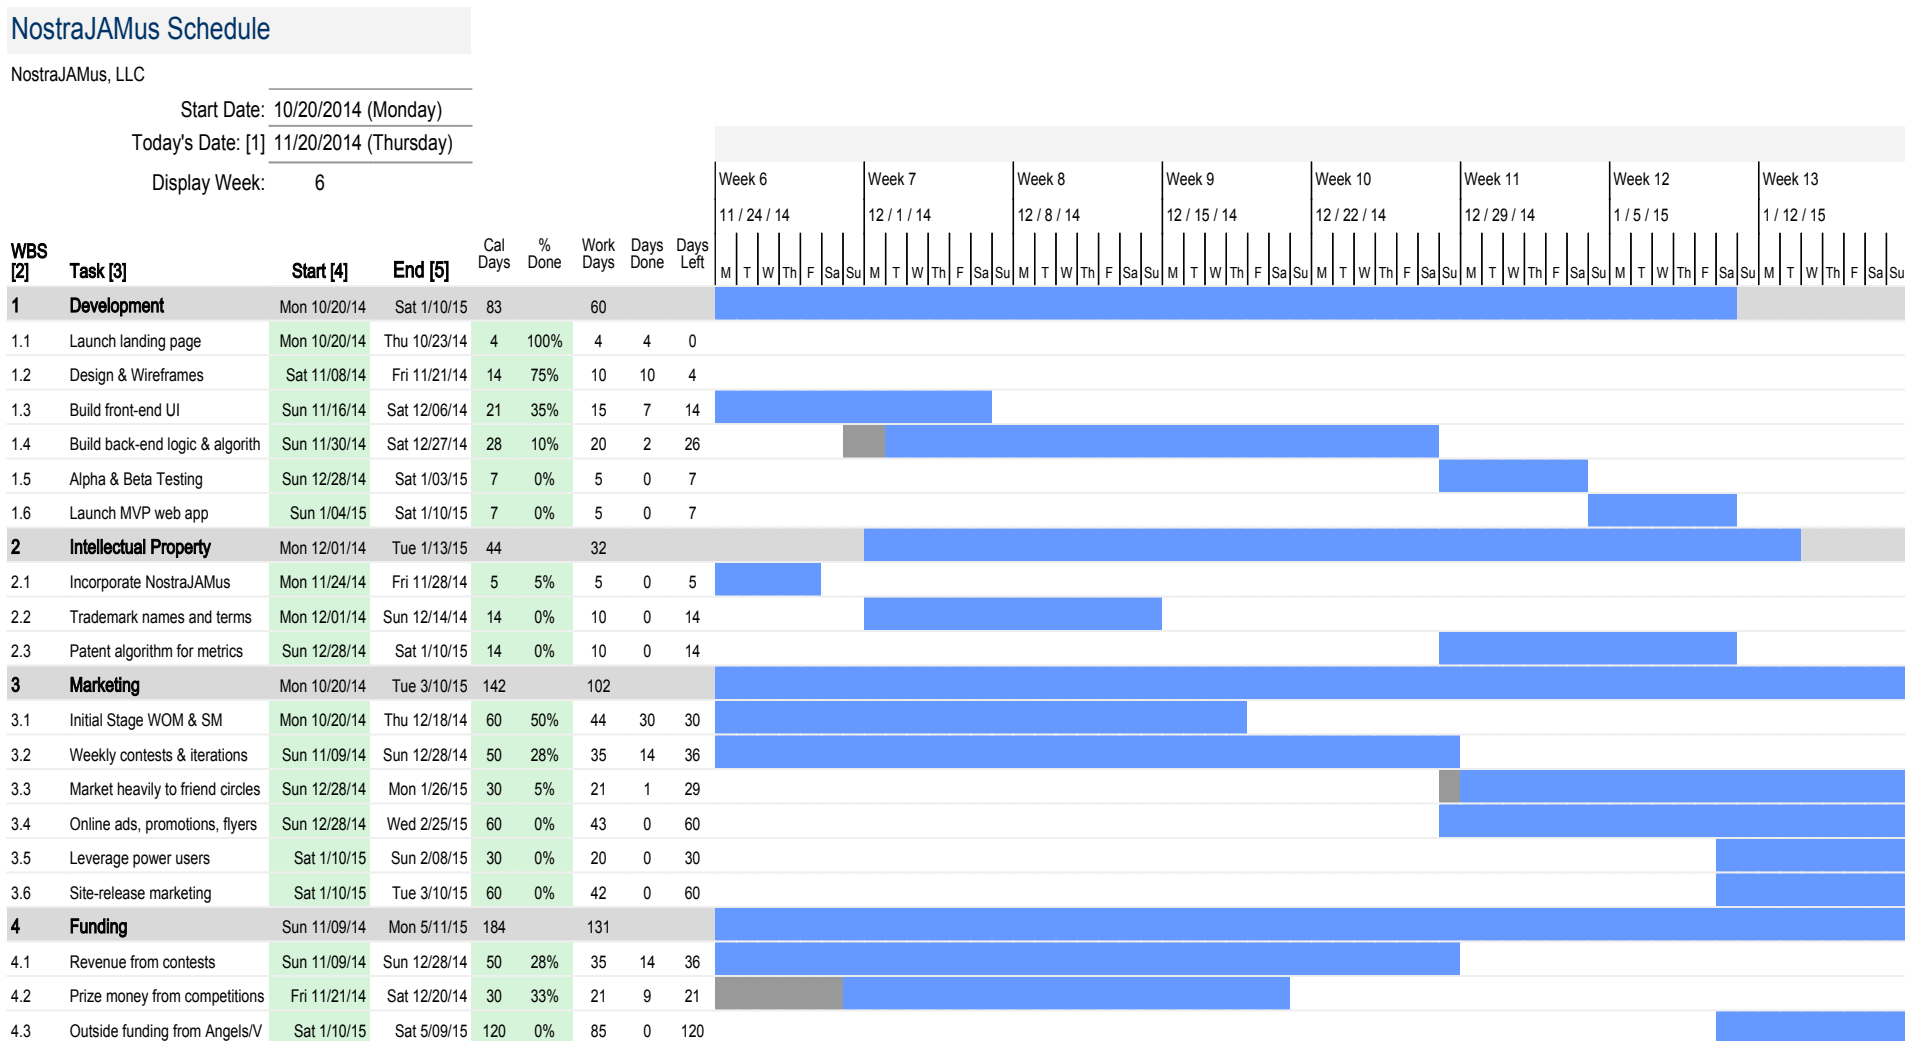 NostraJAMus Schedule
NostraJAMus, LLC
Start Date: 10/20/2014 (Monday)
Today's Date: [1] 11/20/2014 (Thursday)
Display Week: 6
Week 6 Week 7 Week 8 Week 9 Week 10 Week 11 Week 12 Week 13
11 / 24 / 14 12 / 1 / 14 12 / 8 / 14 12 / 15 / 14 12 / 22 / 14 12 / 29 / 14 1 / 5 / 15 1 / 12 / 15
WBS [2] Task [3] Start [4] End [5] Cal Days % Done Work Days Days Done Days Left M T W Th F Sa Su M T W Th F Sa Su M T W Th F Sa Su M T W Th F Sa Su M T W Th F Sa Su M T W Th F Sa Su M T W Th F Sa Su M T W Th F Sa Su
1 Development Mon 10/20/14 Sat 1/10/15 83 60
1.1 Launch landing page Mon 10/20/14 Thu 10/23/14 4 100% 4 4 0
1.2 Design & Wireframes Sat 11/08/14 Fri 11/21/14 14 75% 10 10 4
1.3 Build front-end UI Sun 11/16/14 Sat 12/06/14 21 35% 15 7 14
1.4 Build back-end logic & algorith Sun 11/30/14 Sat 12/27/14 28 10% 20 2 26
1.5 Alpha & Beta Testing Sun 12/28/14 Sat 1/03/15 7 0% 5 0 7
1.6 Launch MVP web app Sun 1/04/15 Sat 1/10/15 7 0% 5 0 7
2 Intellectual Property Mon 12/01/14 Tue 1/13/15 44 32
2.1 Incorporate NostraJAMus Mon 11/24/14 Fri 11/28/14 5 5% 5 0 5
2.2 Trademark names and terms Mon 12/01/14 Sun 12/14/14 14 0% 10 0 14
2.3 Patent algorithm for metrics Sun 12/28/14 Sat 1/10/15 14 0% 10 0 14
3 Marketing Mon 10/20/14 Tue 3/10/15 142 102
3.1 Initial Stage WOM & SM Mon 10/20/14 Thu 12/18/14 60 50% 44 30 30
3.2 Weekly contests & iterations Sun 11/09/14 Sun 12/28/14 50 28% 35 14 36
3.3 Market heavily to friend circles Sun 12/28/14 Mon 1/26/15 30 5% 21 1 29
3.4 Online ads, promotions, flyers Sun 12/28/14 Wed 2/25/15 60 0% 43 0 60
3.5 Leverage power users Sat 1/10/15 Sun 2/08/15 30 0% 20 0 30
3.6 Site-release marketing Sat 1/10/15 Tue 3/10/15 60 0% 42 0 60
4 Funding Sun 11/09/14 Mon 5/11/15 184 131
4.1 Revenue from contests Sun 11/09/14 Sun 12/28/14 50 28% 35 14 36
4.2 Prize money from competitions Fri 11/21/14 Sat 12/20/14 30 33% 21 9 21
4.3 Outside funding from Angels/V Sat 1/10/15 Sat 5/09/15 120 0% 85 0 120